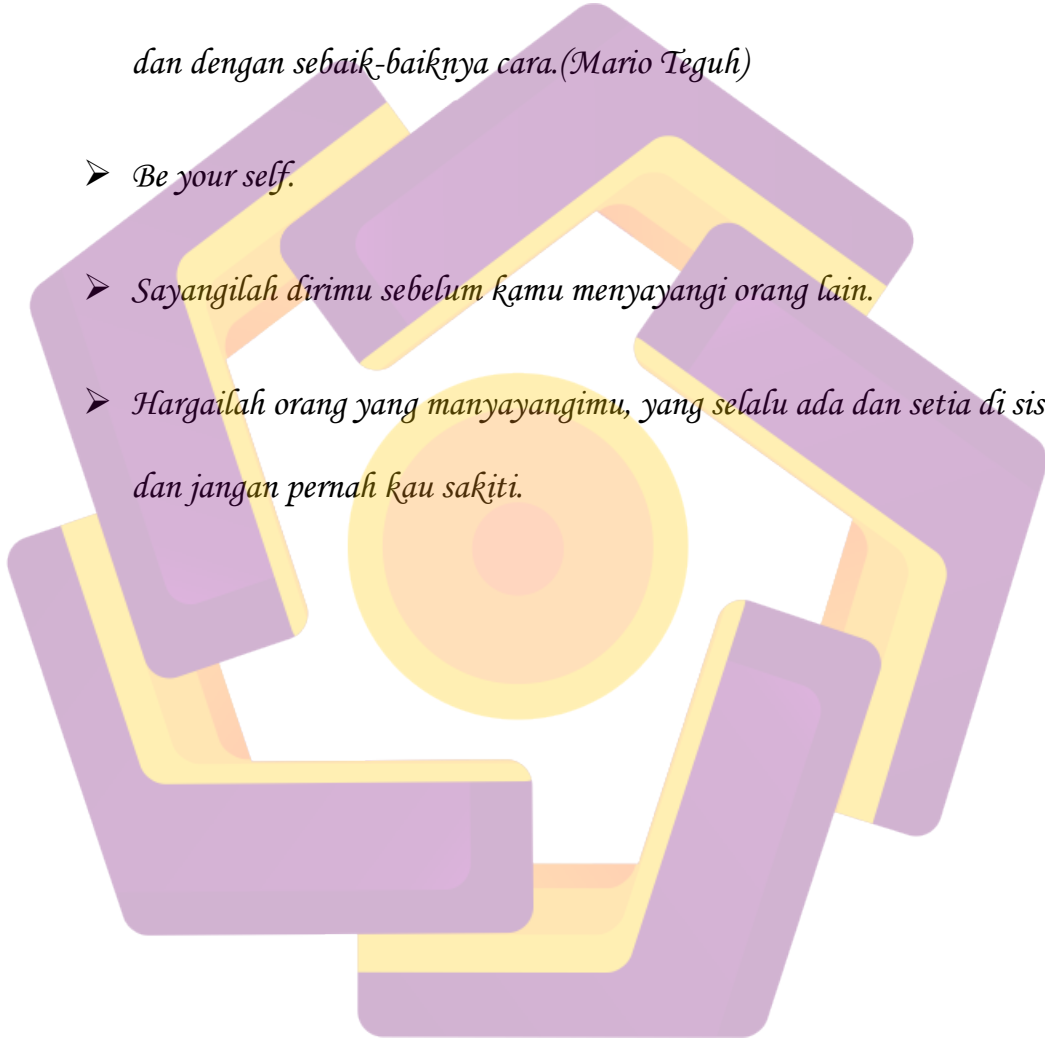 dan dengan sebaik-baiknya cara.(Mario Teguh)
➢ Be your self.
➢ Sayangilah dirimu sebelum kamu menyayangi orang lain.
➢ Hargailah orang yang manyayangimu, yang selalu ada dan setia di sis
dan jangan pernah kau sakiti.